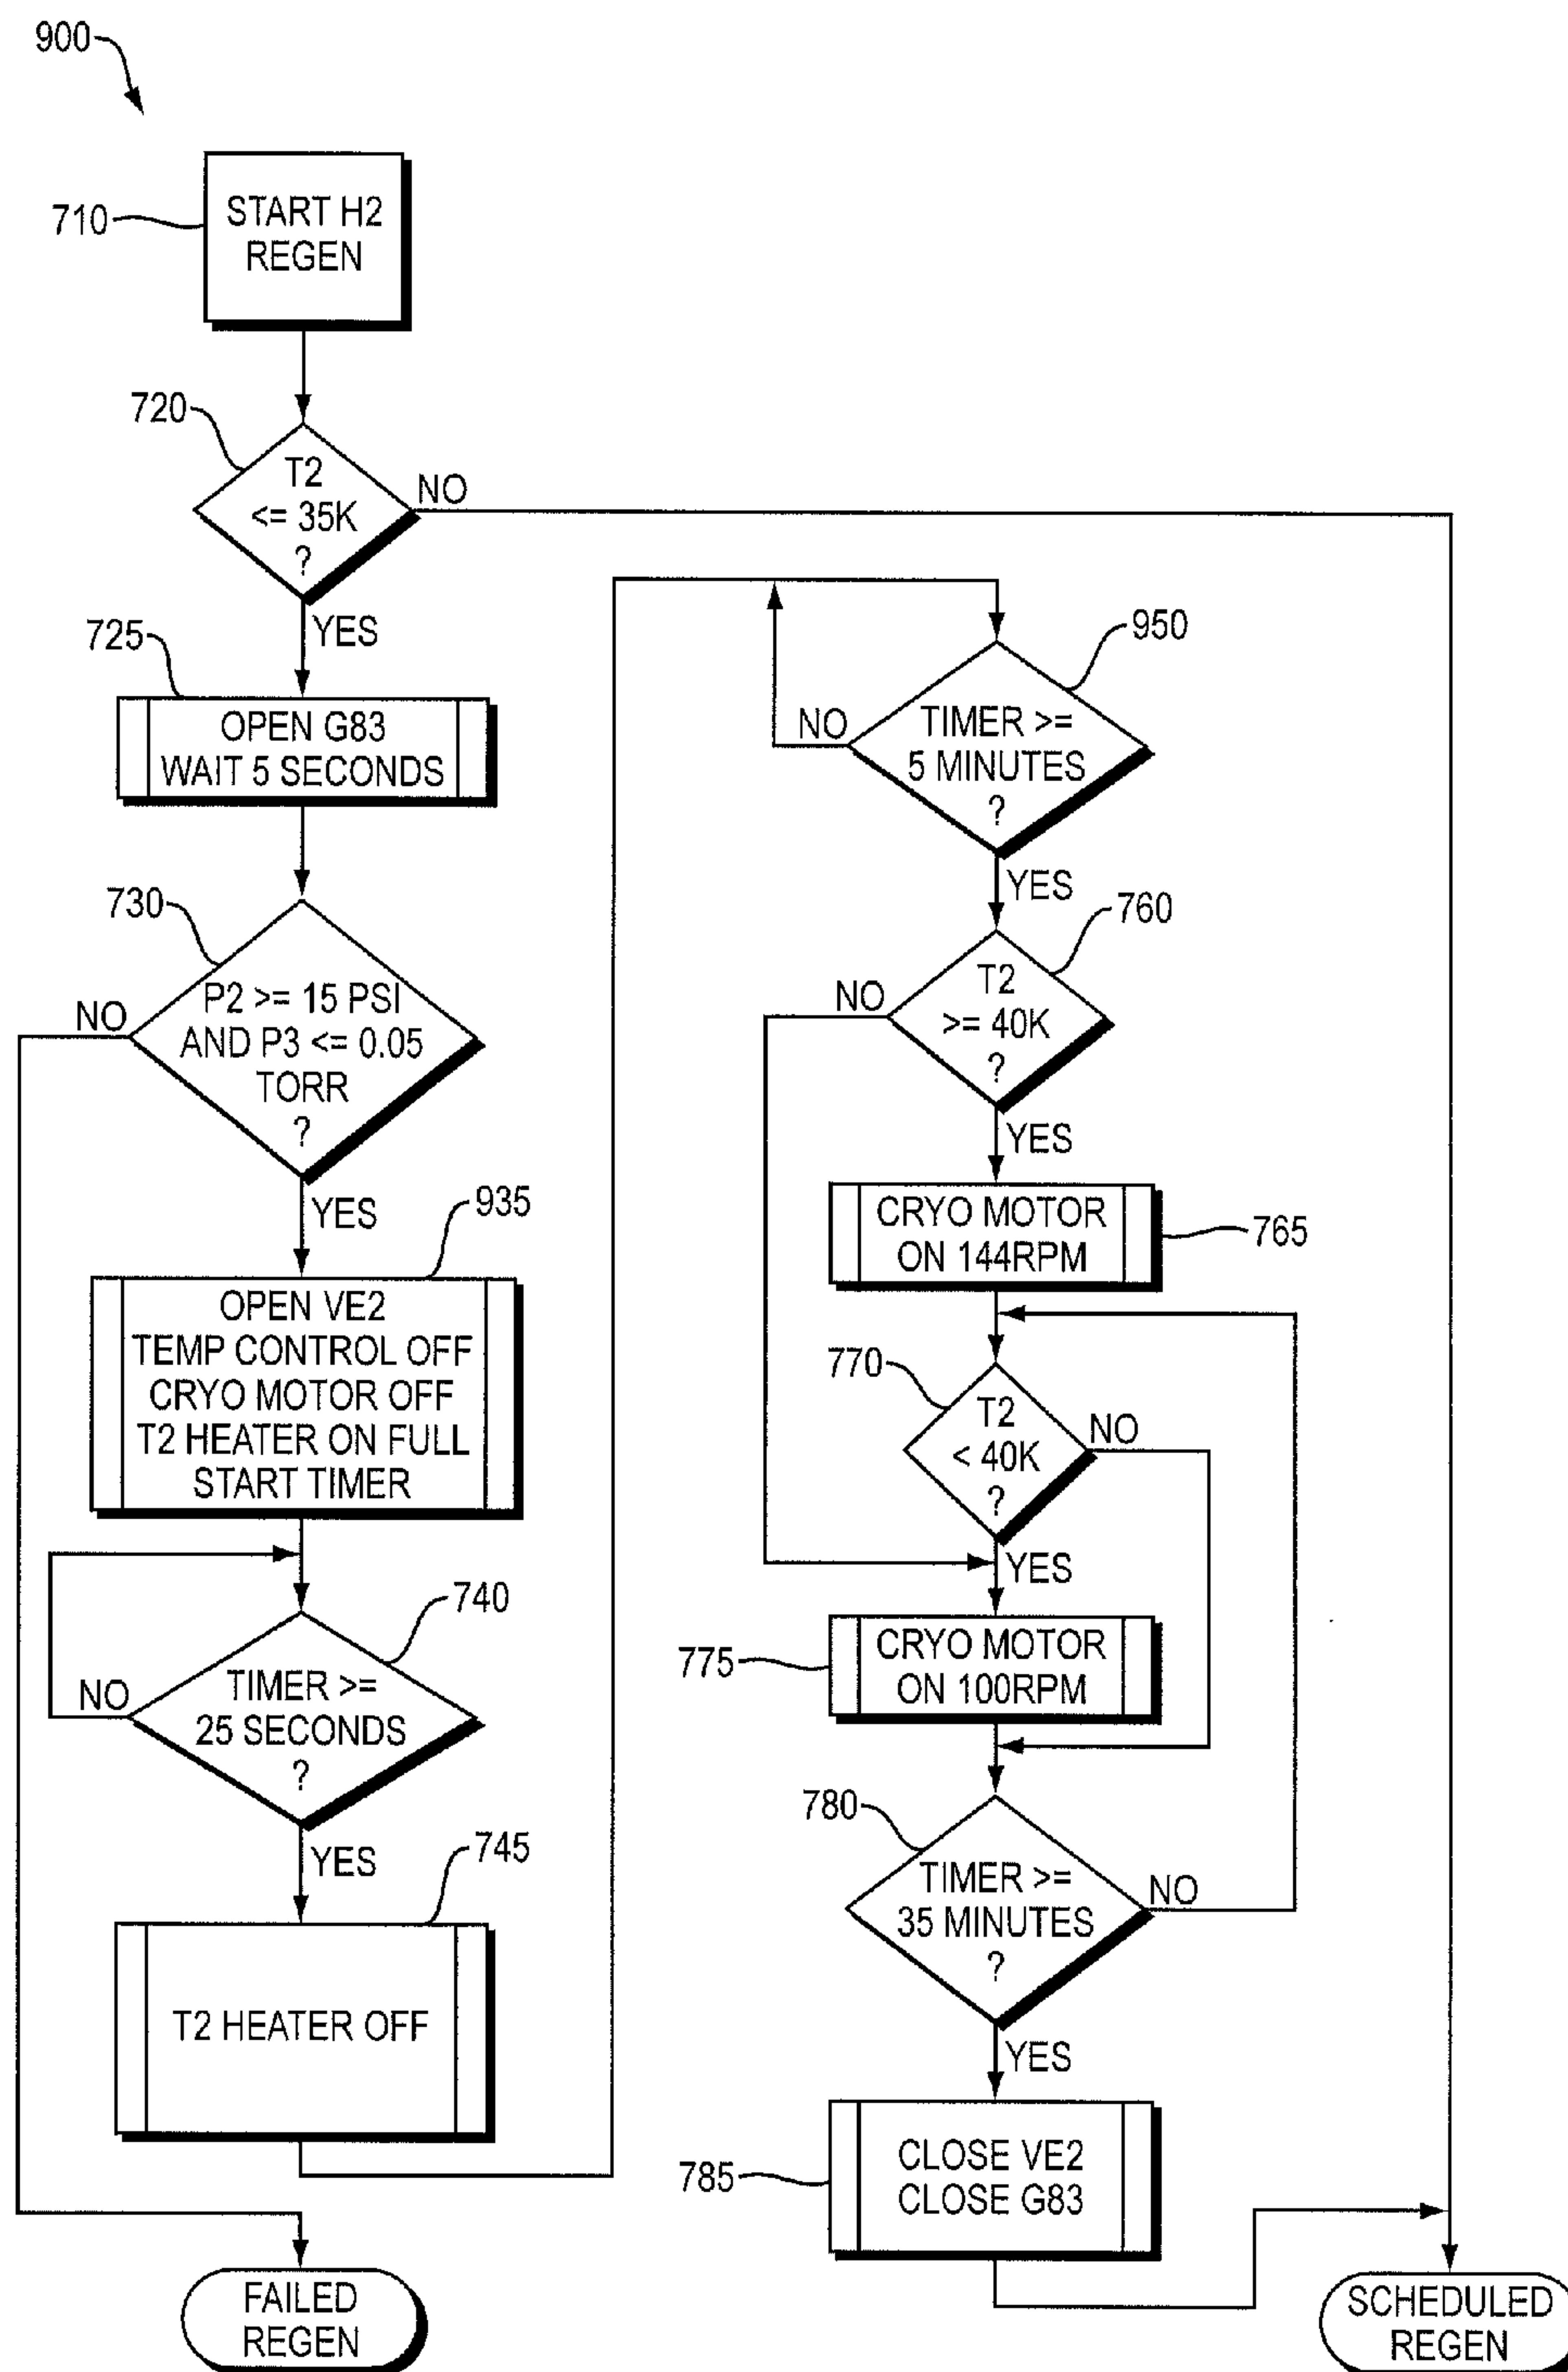 900
710
START H2
REGEN
720
T2
<= 35K
?
NO
YES
725
OPEN G83
WAIT 5 SECONDS
730
P2 >= 15 PSI
AND P3 <= 0.05
TORR
?
NO
YES
935
OPEN VE2
TEMP CONTROL OFF
CRYO MOTOR OFF
T2 HEATER ON FULL
START TIMER
740
TIMER >=
25 SECONDS
?
NO
YES
745
T2 HEATER OFF
FAILED
REGEN
950
TIMER >=
5 MINUTES
?
NO
YES
760
T2
>= 40K
?
NO
YES
CRYO MOTOR
ON 144RPM
765
770
T2
< 40K
?
NO
YES
775
CRYO MOTOR
ON 100RPM
780
TIMER >=
35 MINUTES
?
NO
YES
785
CLOSE VE2
CLOSE G83
SCHEDULED
REGEN